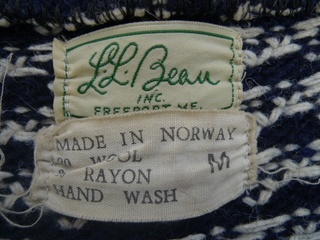 L.L. Bean
INC.
FREEPORT, ME.
MADE IN NORWAY
WOOL
RAYON M
HAND WASH